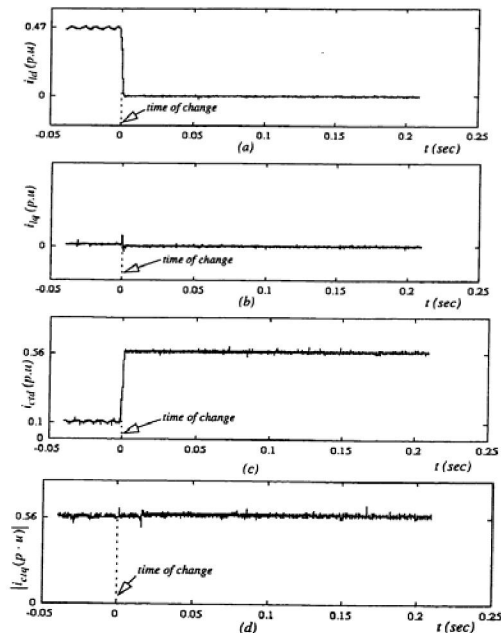 0.47
i_ld (p.u)
0
time of change
-0.05 0 0.05 0.1 0.15 0.2 0.25
(a) t (sec)
i_lq (p.u)
0
time of change
-0.05 0 0.05 0.1 0.15 0.2 0.25
(b) t (sec)
0.56
i_ctd (p.u)
0.1
0
time of change
-0.05 0 0.05 0.1 0.15 0.2 0.25
(c) t (sec)
0.56
|i_ctq (p·u)|
0
time of change
-0.05 0 0.05 0.1 0.15 0.2 0.25
(d) t (sec)